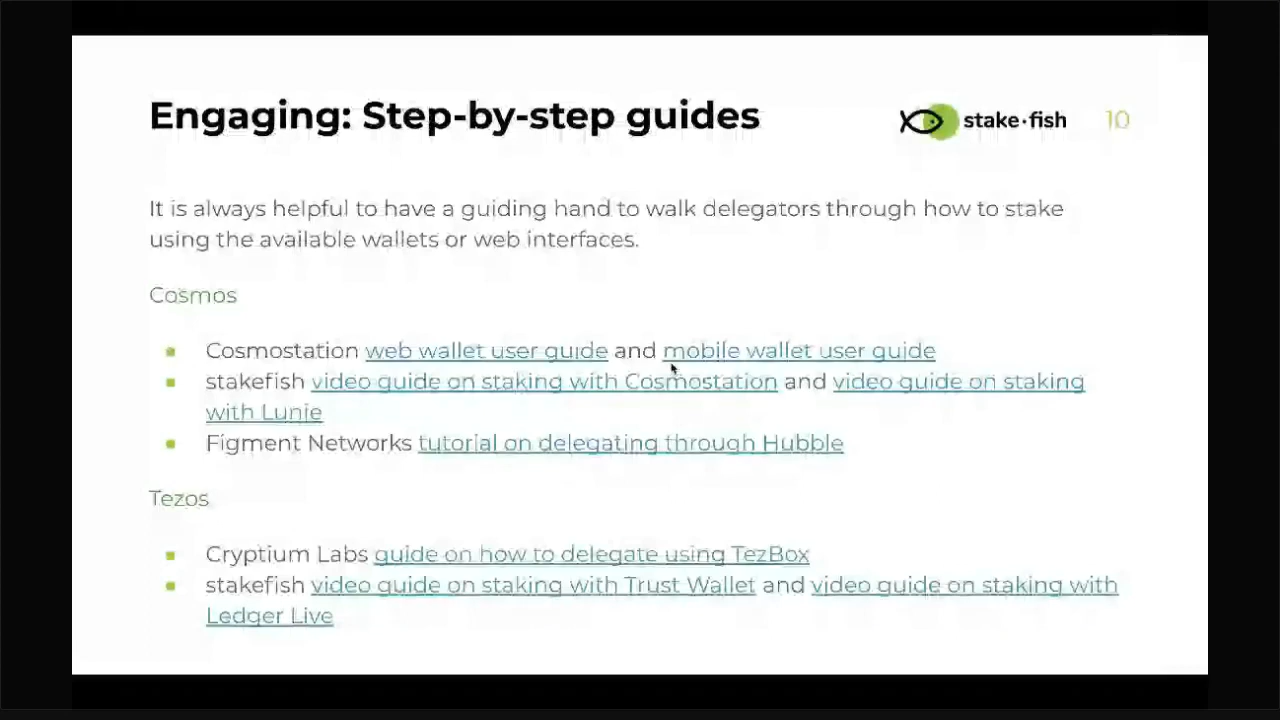 Engaging: Step-by-step guides
stake·fish
10
It is always helpful to have a guiding hand to walk delegators through how to stake
using the available wallets or web interfaces.
Cosmos
Cosmostation web wallet user guide and mobile wallet user guide
stakefish video guide on staking with Cosmostation and video guide on staking
with Lunie
Figment Networks tutorial on delegating through Hubble
Tezos
Cryptium Labs guide on how to delegate using TezBox
stakefish video guide on staking with Trust Wallet and video guide on staking with
Ledger Live